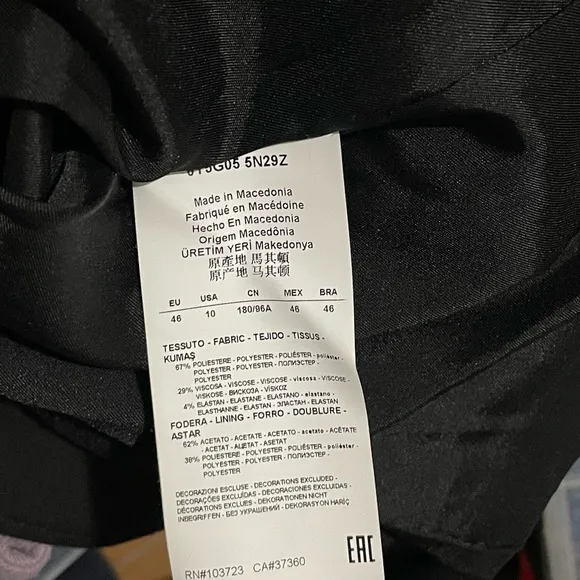 5N29Z
Made in Macedonia
Fabriqué en Macédoine
Hecho En Macedonia
Origem Macedônia
ÜRETİM YERİ Makedonya
原產地 馬其頓
原产地 马其顿
EU USA CN MEX BRA
46 10 180/96A 46 46
TESSUTO - FABRIC - TEJIDO - TISSUS -
KUMAŞ
67% POLIESTERE - POLYESTER - POLIÉSTER - poliéster -
POLYESTER - POLYESTER - ПОЛИЭСТЕР -
POLYESTER
29% VISCOSA - VISCOSE - VISCOSE - viscosa - VISCOSE -
VISKOSE - ВИСКОЗА - VİSKOZ
4% ELASTAN - ELASTANE - ELASTANO - elastano -
ELASTHANNE - ELASTAN - ЭЛАСТАН - ELASTAN
FODERA - LINING - FORRO - DOUBLURE -
ASTAR
62% ACETATO - ACETATE - ACETATO - acetato - ACÉTATE
- ACETAT - АЦЕТАТ - ASETAT
38% POLIESTERE - POLYESTER - POLIÉSTER - poliéster -
POLYESTER - POLYESTER - ПОЛИЭСТЕР -
POLYESTER
DECORAZIONI ESCLUSE - DECORATIONS EXCLUDED -
DECORAÇÕES EXCLUÍDAS - DECORACIONES EXCLUIDAS -
DÉCORATIONS EXCLUES - DEKORATIONEN NICHT
INBEGRIFFEN - БЕЗ УКРАШЕНИЙ - DEKORASYON HARİÇ
EAC
RN#103723 CA#37360